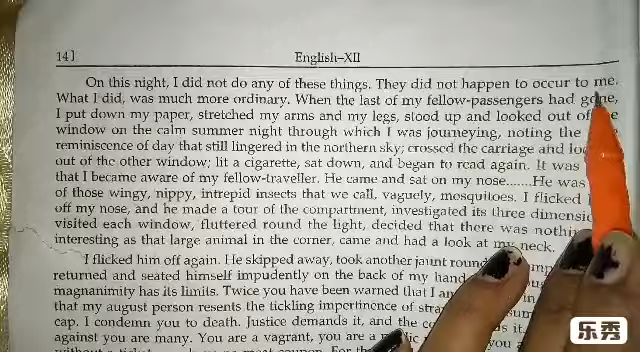 14]
English–XII
On this night, I did not do any of these things. They did not happen to occur to me.
What I did, was much more ordinary. When the last of my fellow-passengers had gone,
I put down my paper, stretched my arms and my legs, stood up and looked out of
window on the calm summer night through which I was journeying, noting the
reminiscence of day that still lingered in the northern sky; crossed the carriage and
out of the other window; lit a cigarette, sat down, and began to read again. It was
that I became aware of my fellow-traveller. He came and sat on my nose.......He was
of those wingy, nippy, intrepid insects that we call, vaguely, mosquitoes. I flicked
off my nose, and he made a tour of the compartment, investigated its three
visited each window, fluttered round the light, decided that there was
interesting as that large animal in the corner, came and had a look at my neck.
I flicked him off again. He skipped away, took another jaunt round
returned and seated himself impudently on the back of my
magnanimity has its limits. Twice you have been warned that I
that my august person resents the tickling impertinence of
cap. I condemn you to death. Justice demands it, and the
against you are many. You are a vagrant, you are a
乐秀